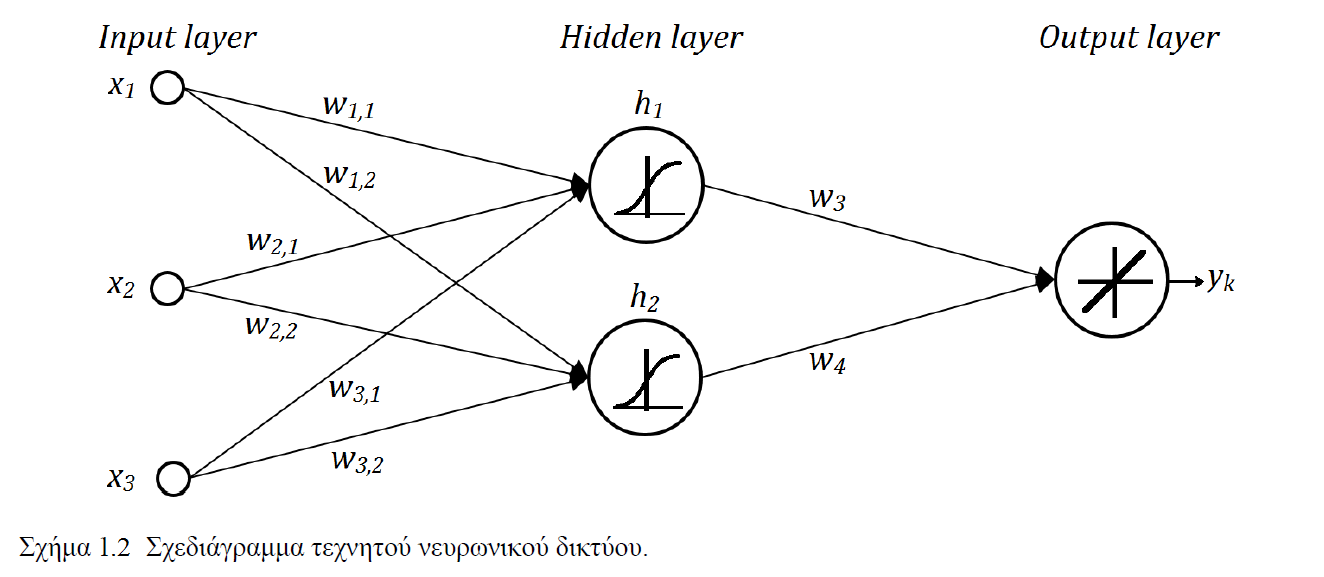 Input layer
Hidden layer
Output layer
x1
w1,1
h1
w1,2
w3
w2,1
x2
yk
h2
w2,2
w4
w3,1
w3,2
x3
Σχήμα 1.2 Σχεδιάγραμμα τεχνητού νευρωνικού δικτύου.